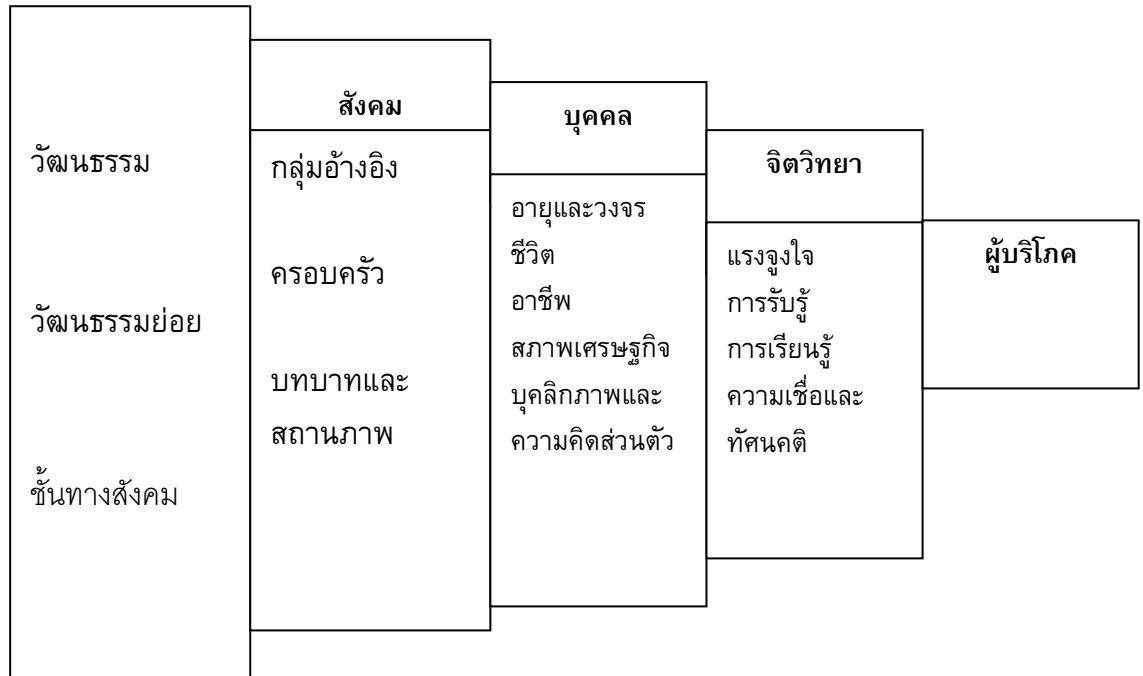 วัฒนธรรม
วัฒนธรรมย่อย
ชั้นทางสังคม
สังคม
กลุ่มอ้างอิง
ครอบครัว
บทบาทและ
สถานภาพ
บุคคล
อายุและวงจร
ชีวิต
อาชีพ
สภาพเศรษฐกิจ
บุคลิกภาพและ
ความคิดส่วนตัว
จิตวิทยา
แรงจูงใจ
การรับรู้
การเรียนรู้
ความเชื่อและ
ทัศนคติ
ผู้บริโภค